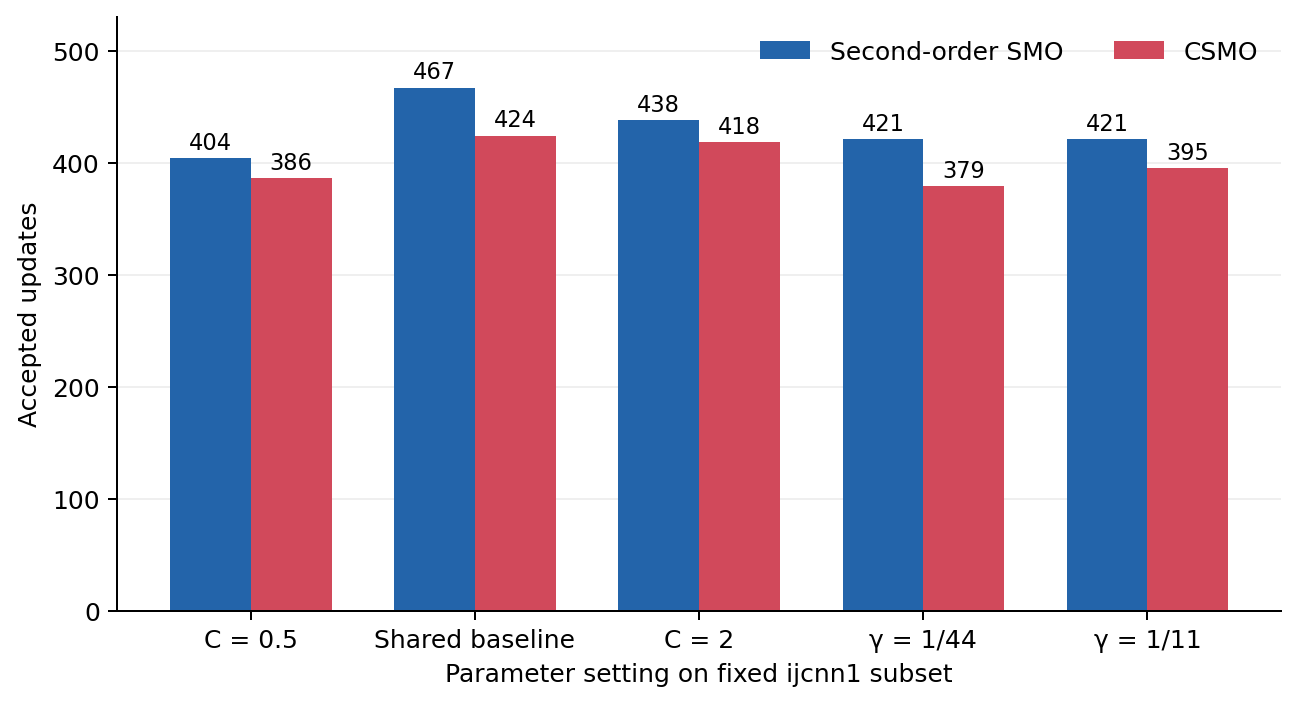 Second-order SMO
CSMO
500
400
300
200
100
0
Accepted updates
404
386
467
424
438
418
421
379
421
395
C = 0.5
Shared baseline
C = 2
γ = 1/44
γ = 1/11
Parameter setting on fixed ijcnn1 subset